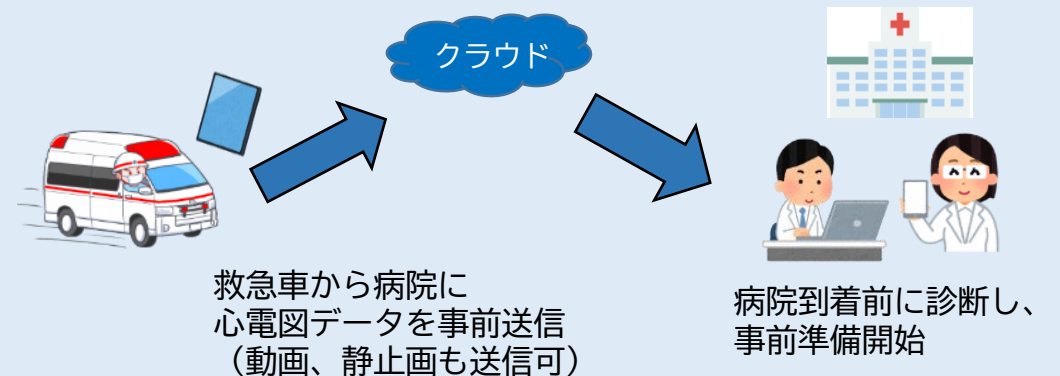 クラウド
救急車から病院に
心電図データを事前送信
（動画、静止画も送信可）
病院到着前に診断し、
事前準備開始